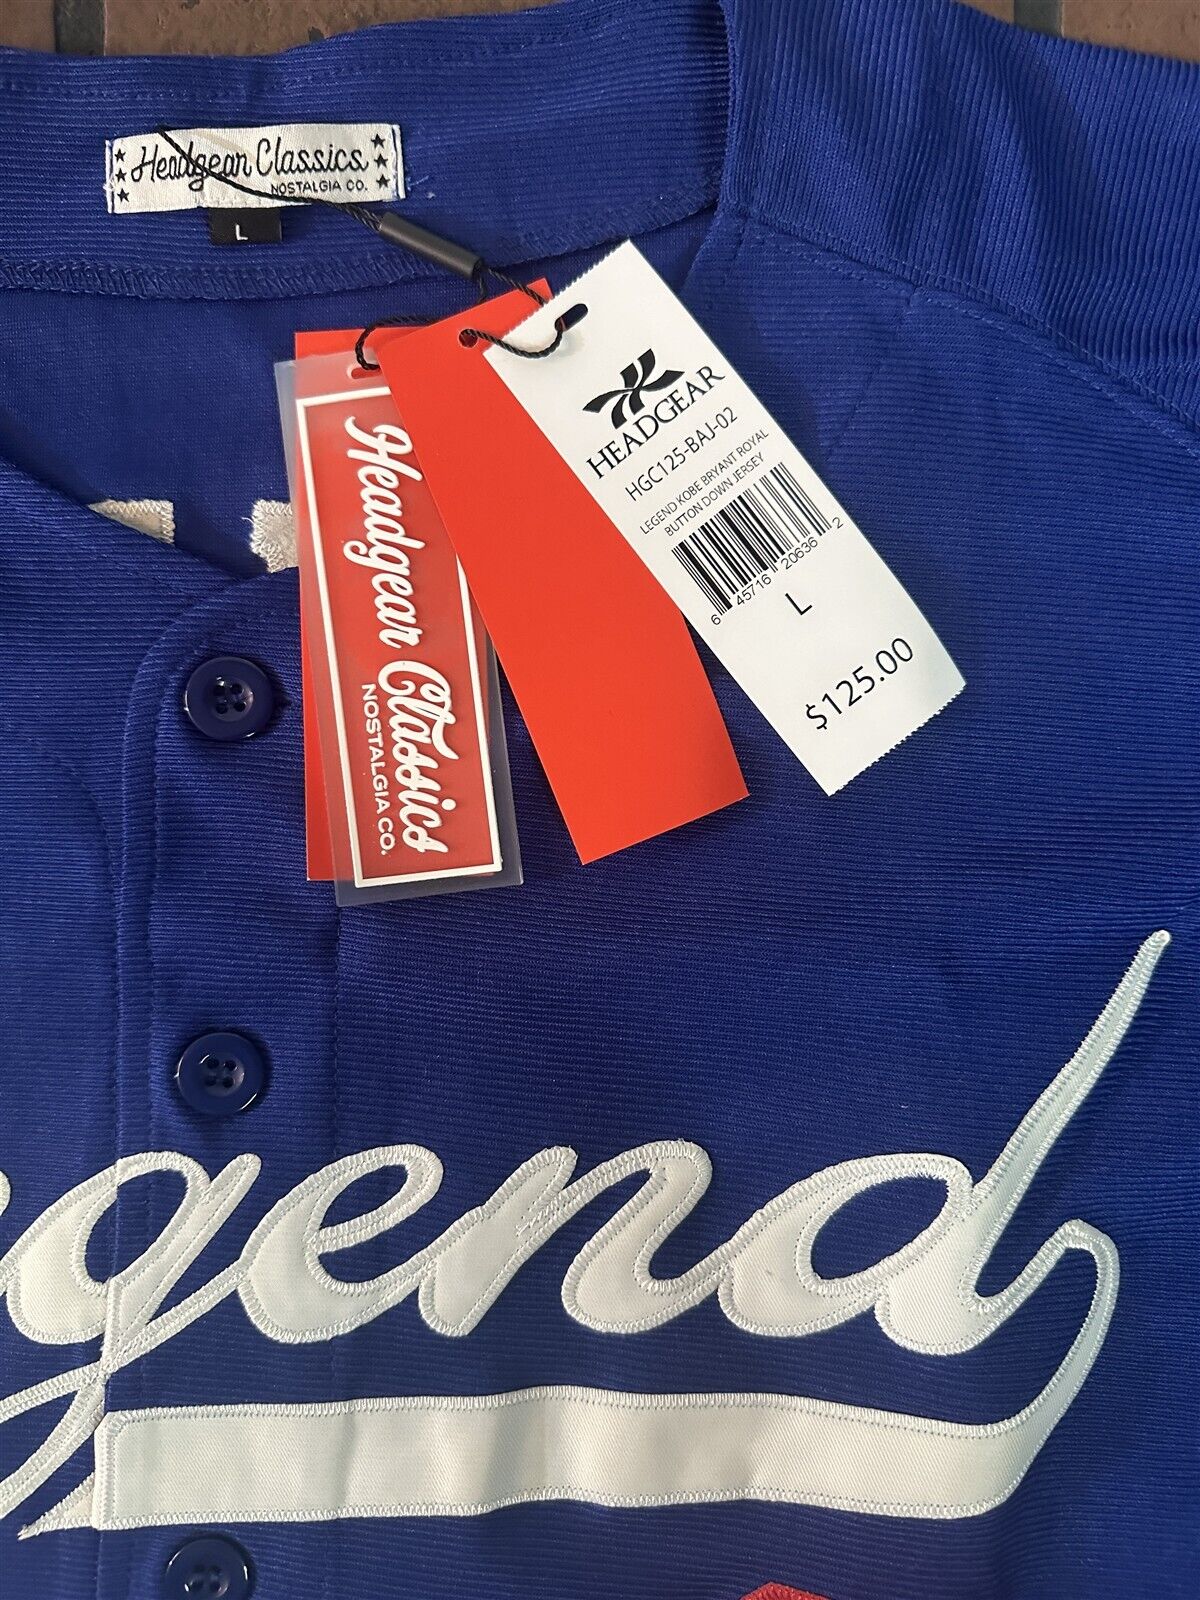 Headgear Classics
NOSTALGIA CO.
L
HEADGEAR
HGC125-BAJ-02
LEGEND KOBE BRYANT ROYAL
BUTTON DOWN JERSEY
6 45716 20636 2
L
$125.00
Headgear Classics
NOSTALGIA CO.
gend